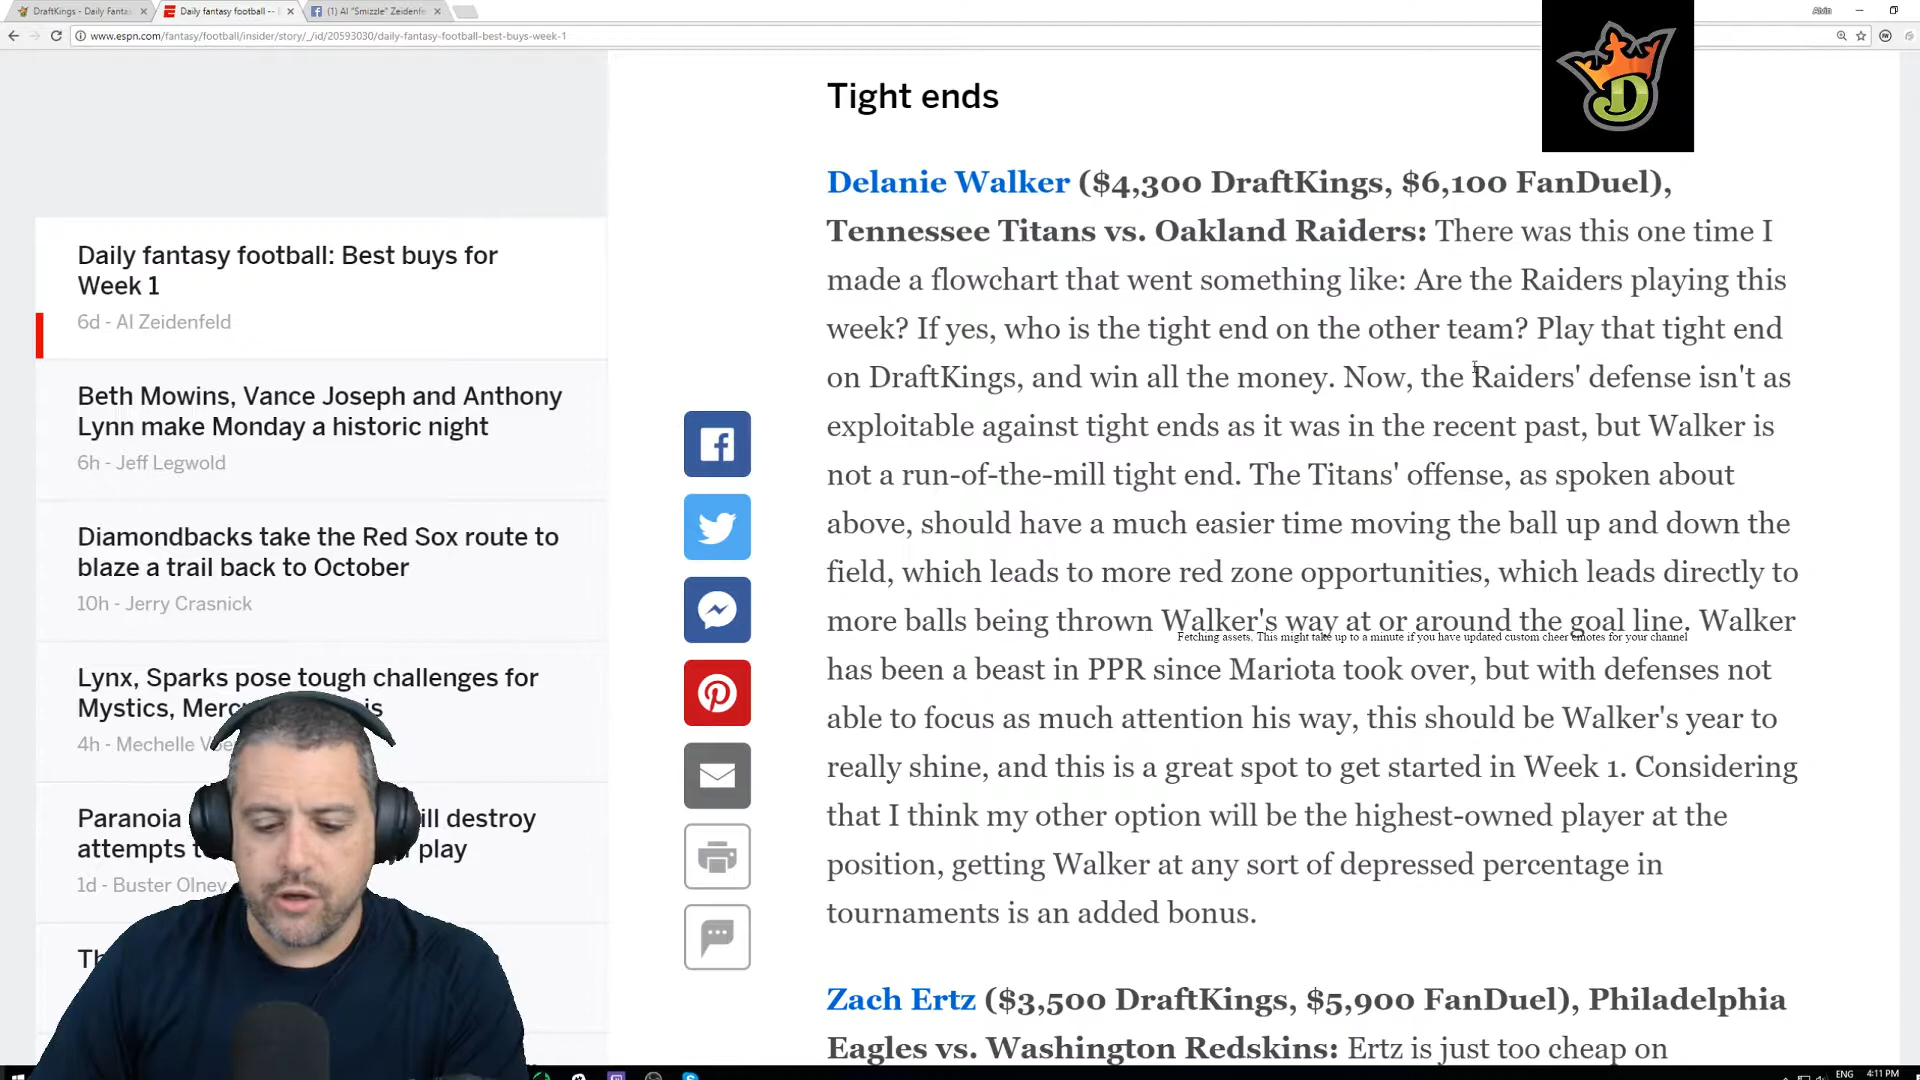 DraftKings - Daily Fanta
Daily fantasy football --
(1) Al "Smizzle" Zeidenfe
Alvin
www.espn.com/fantasy/football/insider/story/_/id/20593030/daily-fantasy-football-best-buys-week-1
Daily fantasy football: Best buys for
Week 1
6d - Al Zeidenfeld
Beth Mowins, Vance Joseph and Anthony
Lynn make Monday a historic night
6h - Jeff Legwold
Diamondbacks take the Red Sox route to
blaze a trail back to October
10h - Jerry Crasnick
Lynx, Sparks pose tough challenges for
Mystics, Merc is
4h - Mechelle Voe
Paranoia ill destroy
attempts t play
1d - Buster Olney
Th
Tight ends
Delanie Walker ($4,300 DraftKings, $6,100 FanDuel),
Tennessee Titans vs. Oakland Raiders: There was this one time I
made a flowchart that went something like: Are the Raiders playing this
week? If yes, who is the tight end on the other team? Play that tight end
on DraftKings, and win all the money. Now, the Raiders' defense isn't as
exploitable against tight ends as it was in the recent past, but Walker is
not a run-of-the-mill tight end. The Titans' offense, as spoken about
above, should have a much easier time moving the ball up and down the
field, which leads to more red zone opportunities, which leads directly to
more balls being thrown Walker's way at or around the goal line. Walker
Fetching assets. This might take up to a minute if you have updated custom cheer emotes for your channel
has been a beast in PPR since Mariota took over, but with defenses not
able to focus as much attention his way, this should be Walker's year to
really shine, and this is a great spot to get started in Week 1. Considering
that I think my other option will be the highest-owned player at the
position, getting Walker at any sort of depressed percentage in
tournaments is an added bonus.
Zach Ertz ($3,500 DraftKings, $5,900 FanDuel), Philadelphia
Eagles vs. Washington Redskins: Ertz is just too cheap on
D
ENG
4:11 PM